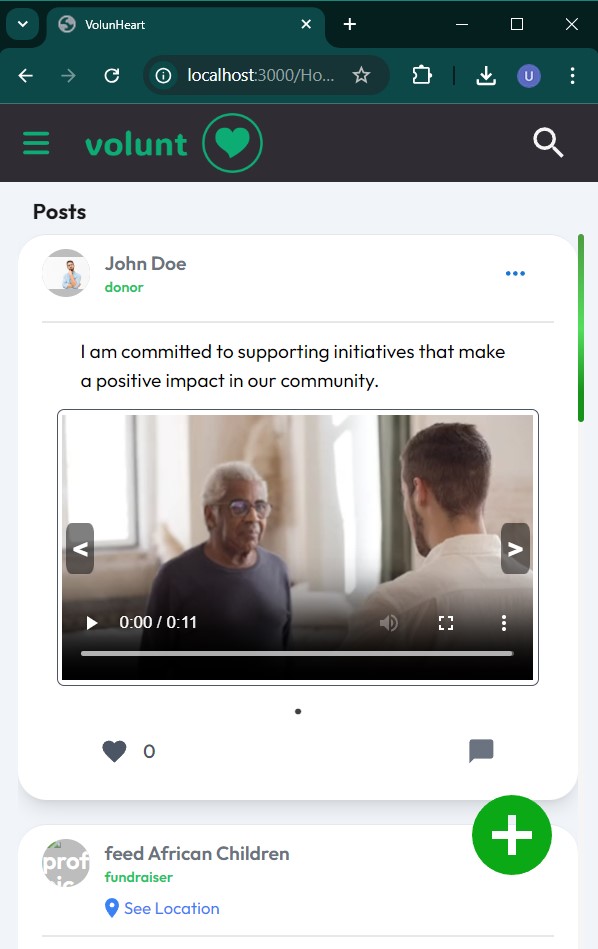 VolunHeart
localhost:3000/Ho...
U
volunt
Posts
John Doe
donor
I am committed to supporting initiatives that make
a positive impact in our community.
< >
0:00 / 0:11
0
feed African Children
prof
fundraiser
See Location